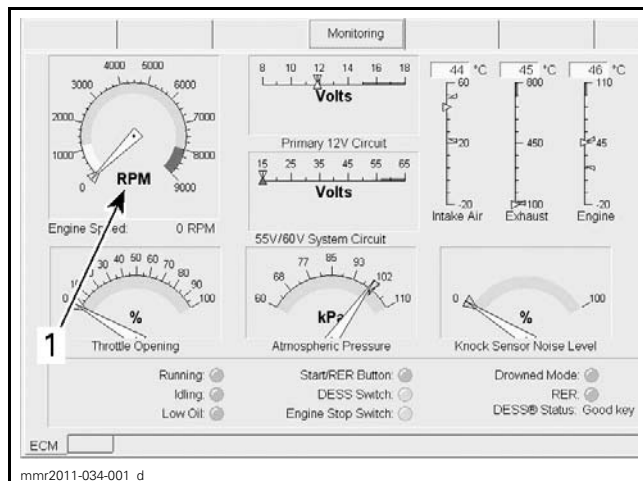 Monitoring
0 1000 2000 3000 4000 5000 6000 7000 8000 9000
RPM
Engine Speed: 0 RPM
8 10 12 14 16 18
Volts
Primary 12V Circuit
15 25 35 45 55 65
Volts
55V/60V System Circuit
44 °C 45 °C 46 °C
60 20 -20
800 450 100
110 45 -20
Intake Air Exhaust Engine
0 10 20 30 40 50 60 70 80 90 100
%
Throttle Opening
60 68 77 85 93 102 110
kPa
Atmospheric Pressure
0 100
%
Knock Sensor Noise Level
1
Running: Start/RER Button: Drowned Mode:
Idling: DESS Switch: RER:
Low Oil: Engine Stop Switch: DESS® Status: Good key
ECM
mmr2011-034-001_d